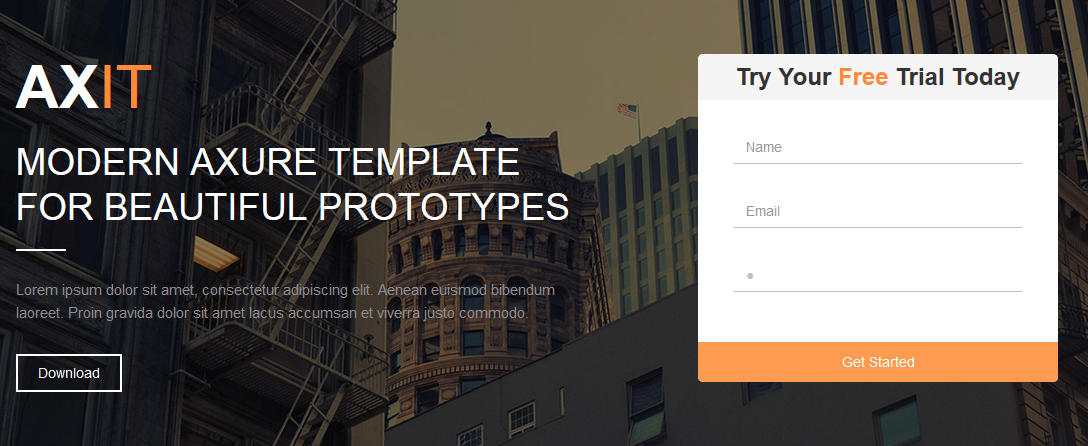 AXIT
MODERN AXURE TEMPLATE
FOR BEAUTIFUL PROTOTYPES
Lorem ipsum dolor sit amet, consectetur adipiscing elit. Aenean euismod bibendum
laoreet. Proin gravida dolor sit amet lacus accumsan et viverra justo commodo.
Download
Try Your Free Trial Today
Name
Email
Get Started